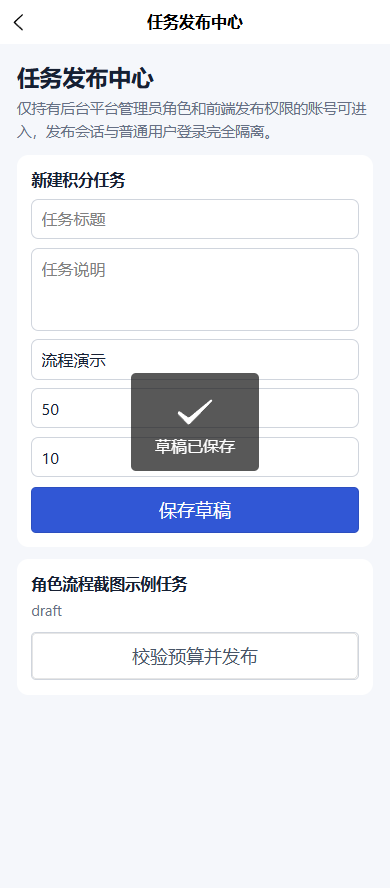 任务发布中心
任务发布中心
仅持有后台平台管理员角色和前端发布权限的账号可进
入，发布会话与普通用户登录完全隔离。
新建积分任务
任务标题
任务说明
流程演示
50
草稿已保存
10
保存草稿
角色流程截图示例任务
draft
校验预算并发布